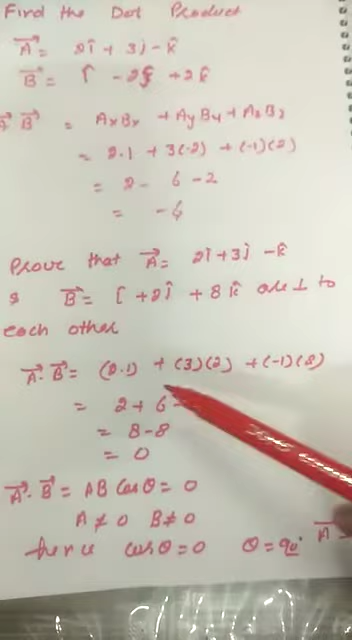 Find the Dot Product
A⃗ = 2î + 3ĵ - k̂
B⃗ = î - 2ĵ + 2k̂
A⃗ B⃗ = AxBx + AyBy + AzBz
= 2.1 + 3(-2) + (-1)(2)
= 2 - 6 - 2
= -6
Prove that A⃗ = 2î + 3ĵ - k̂
& B⃗ = î + 2ĵ + 8k̂ are ⊥ to
each other
A⃗.B⃗ = (2.1) + (3)(2) + (-1)(8)
= 2 + 6 -
= 8 - 8
= 0
A⃗.B⃗ = AB Cosθ = 0
A ≠ 0 B ≠ 0
hence cosθ = 0 θ = 90° A⃗